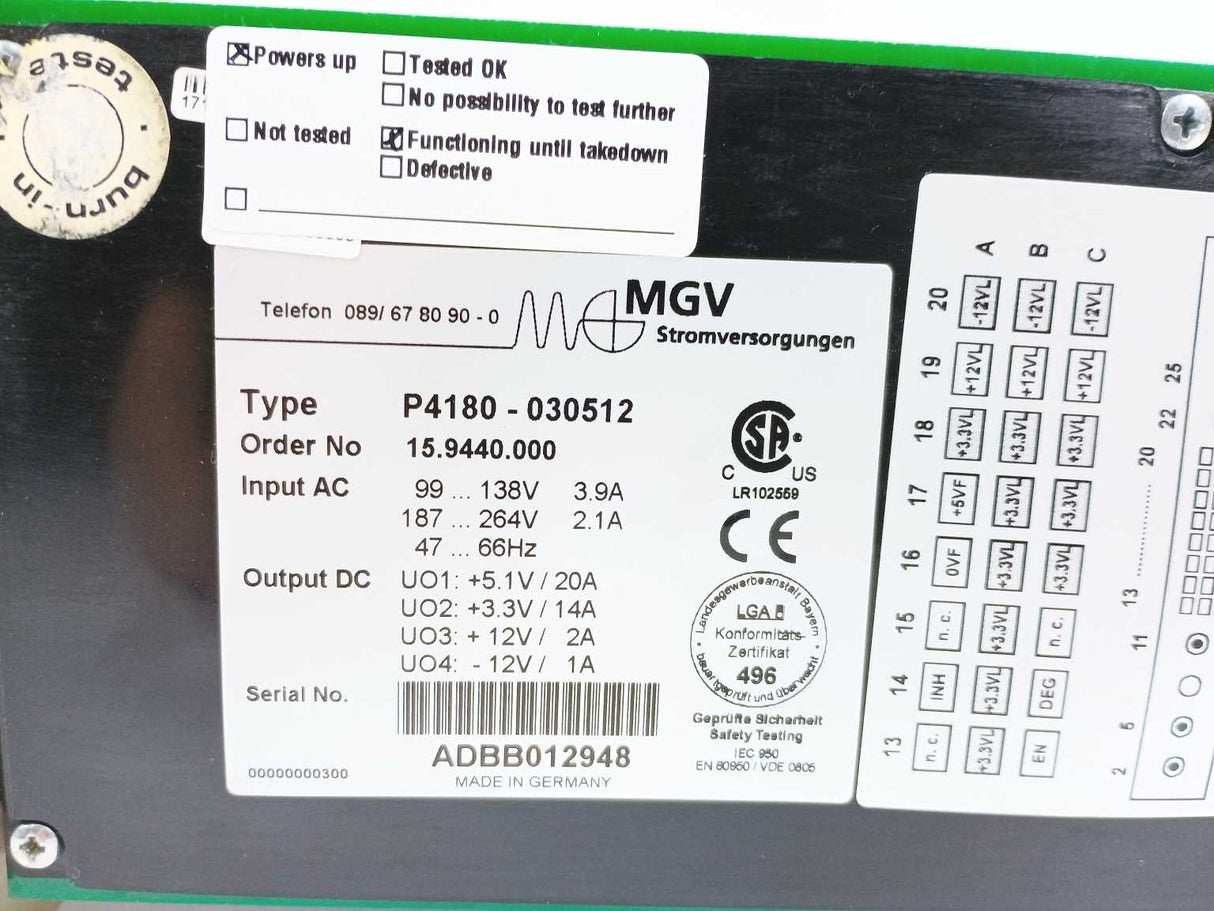 burn-in
teste
171
☒ Powers up
☐ Tested OK
☐ No possibility to test further
☐ Not tested
☒ Functioning until takedown
☐ Defective
☐
Telefon 089/ 67 80 90 - 0
MGV
Stromversorgungen
Type P4180 - 030512
Order No 15.9440.000
Input AC 99 ... 138V 3.9A
187 ... 264V 2.1A
47 ... 66Hz
Output DC UO1: +5.1V / 20A
UO2: +3.3V / 14A
UO3: + 12V / 2A
UO4: - 12V / 1A
Serial No.
ADBB012948
00000000300
MADE IN GERMANY
CSA
C US
LR102559
CE
Landesgewerbeanstalt Bayern
LGA
Konformitäts-
Zertifikat
496
bauartgeprüft und überwacht
Geprüfte Sicherheit
Safety Testing
IEC 950
EN 60950 / VDE 0805
A B C
20 -12VL -12VL -12VL
19 +12VL +12VL +12VL
18 +3.3VL +3.3VL +3.3VL
17 +5VF +3.3VL +3.3VL
16 0VF +3.3VL +3.3VL
15 n. c. +3.3VL n. c.
14 INH +3.3VL DEG
13 n. c. +3.3VL EN
25
22
20
13
11
5
2